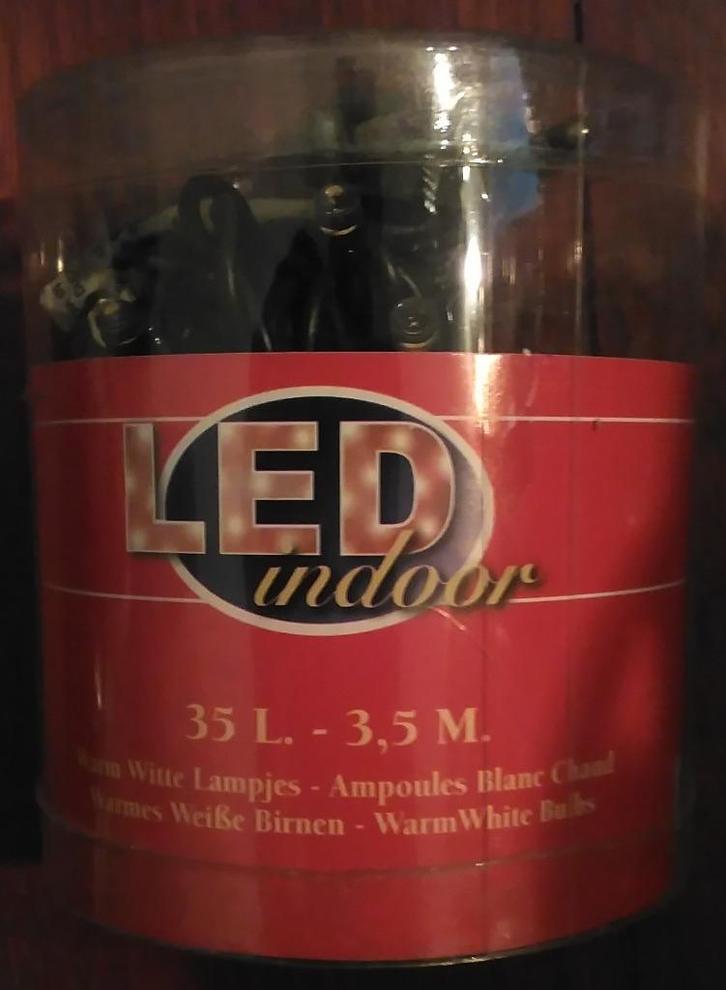 LED
indoor
35 L. - 3,5 M.
Warm Witte Lampjes - Ampoules Blanc Chaud
Warmes Weiße Birnen - WarmWhite Bulbs